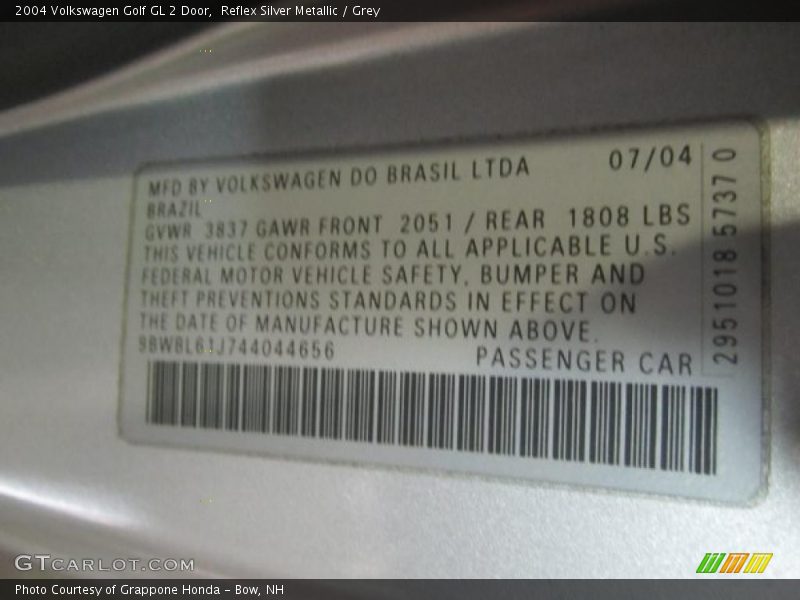 2004 Volkswagen Golf GL 2 Door,  Reflex Silver Metallic / Grey
MFD BY VOLKSWAGEN DO BRASIL LTDA 07/04
BRAZIL
GVWR 3837 GAWR FRONT 2051 / REAR 1808 LBS
THIS VEHICLE CONFORMS TO ALL APPLICABLE U.S.
FEDERAL MOTOR VEHICLE SAFETY, BUMPER AND
THEFT PREVENTIONS STANDARDS IN EFFECT ON
THE DATE OF MANUFACTURE SHOWN ABOVE.
9BWBL61J744044656 PASSENGER CAR
2951018 5737 0
GTCARLOT.COM
Photo Courtesy of Grappone Honda - Bow, NH